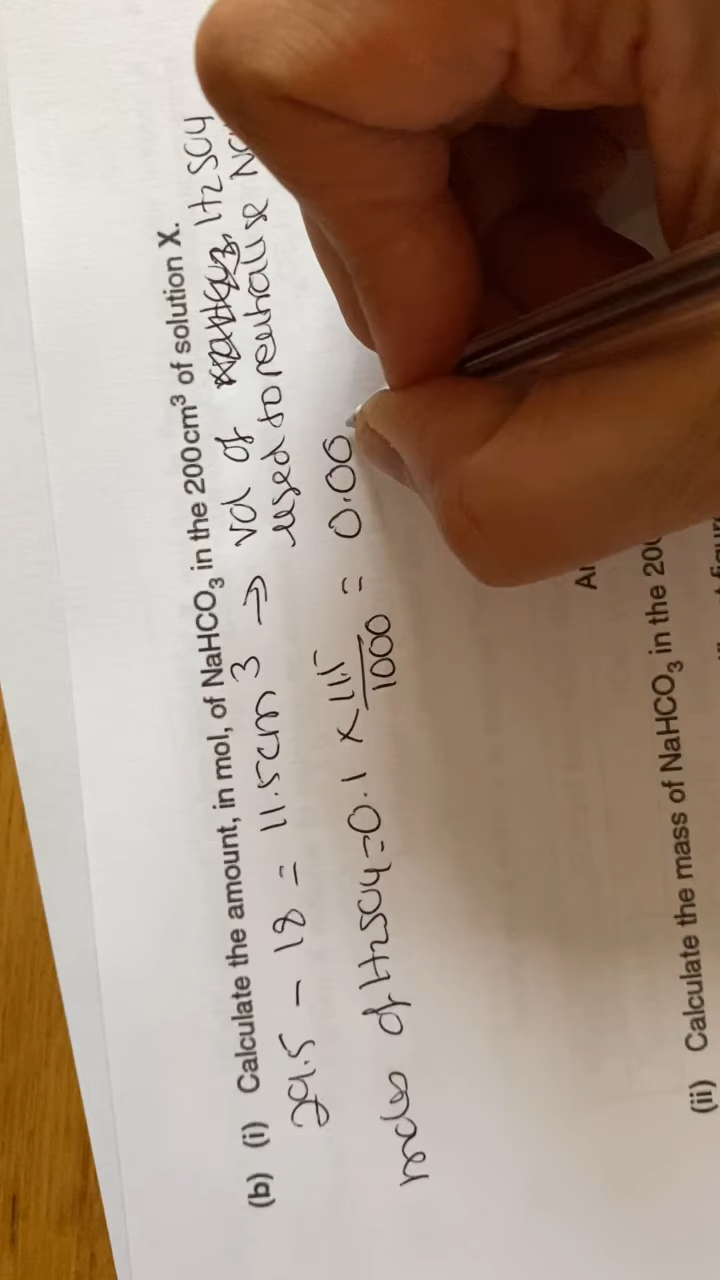 (b) (i) Calculate the amount, in mol, of NaHCO₃ in the 200cm³ of solution X.
29.5 – 18 = 11.5cm3 → vol of H2SO4
used to neutralise
moles of H2SO4=0.1 × 11.5/1000 = 0.00
(ii) Calculate the mass of NaHCO₃ in the 200